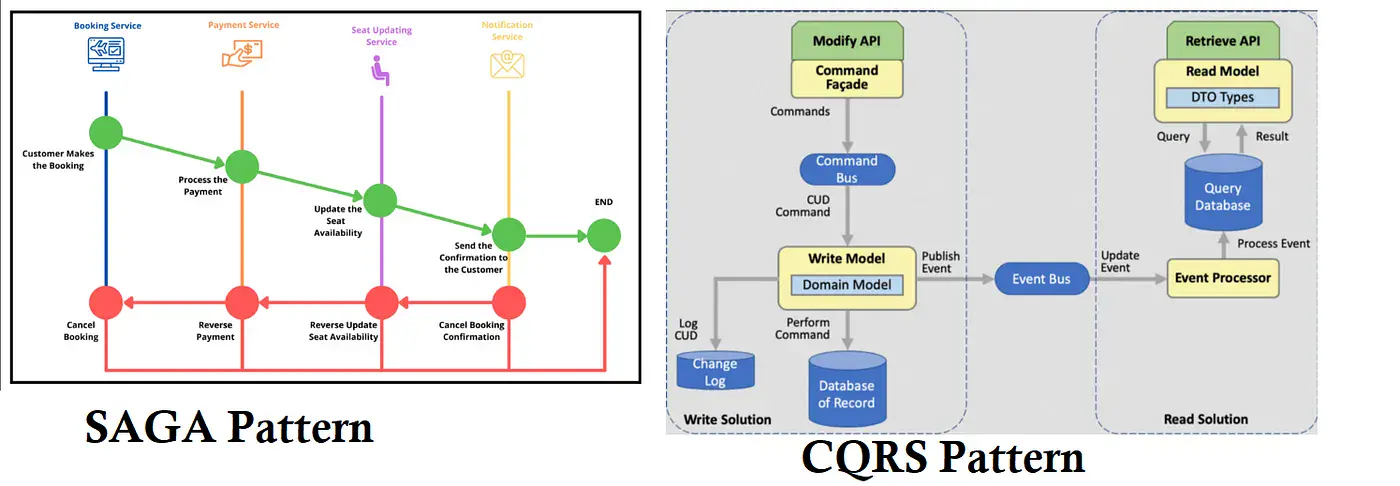 Booking Service
Payment Service
Seat Updating
Service
Notification
Service
Customer Makes
the Booking
Process the
Payment
Update the
Seat
Availability
Send the
Confirmation to
the Customer
END
Cancel
Booking
Reverse
Payment
Reverse Update
Seat Availability
Cancel Booking
Confirmation
SAGA Pattern
Modify API
Command
Façade
Commands
Command
Bus
CUD
Command
Write Model
Domain Model
Publish
Event
Log
CUD
Perform
Command
Change
Log
Database
of Record
Write Solution
Event Bus
Update
Event
Retrieve API
Read Model
DTO Types
Query
Result
Query
Database
Process Event
Event Processor
Read Solution
CQRS Pattern